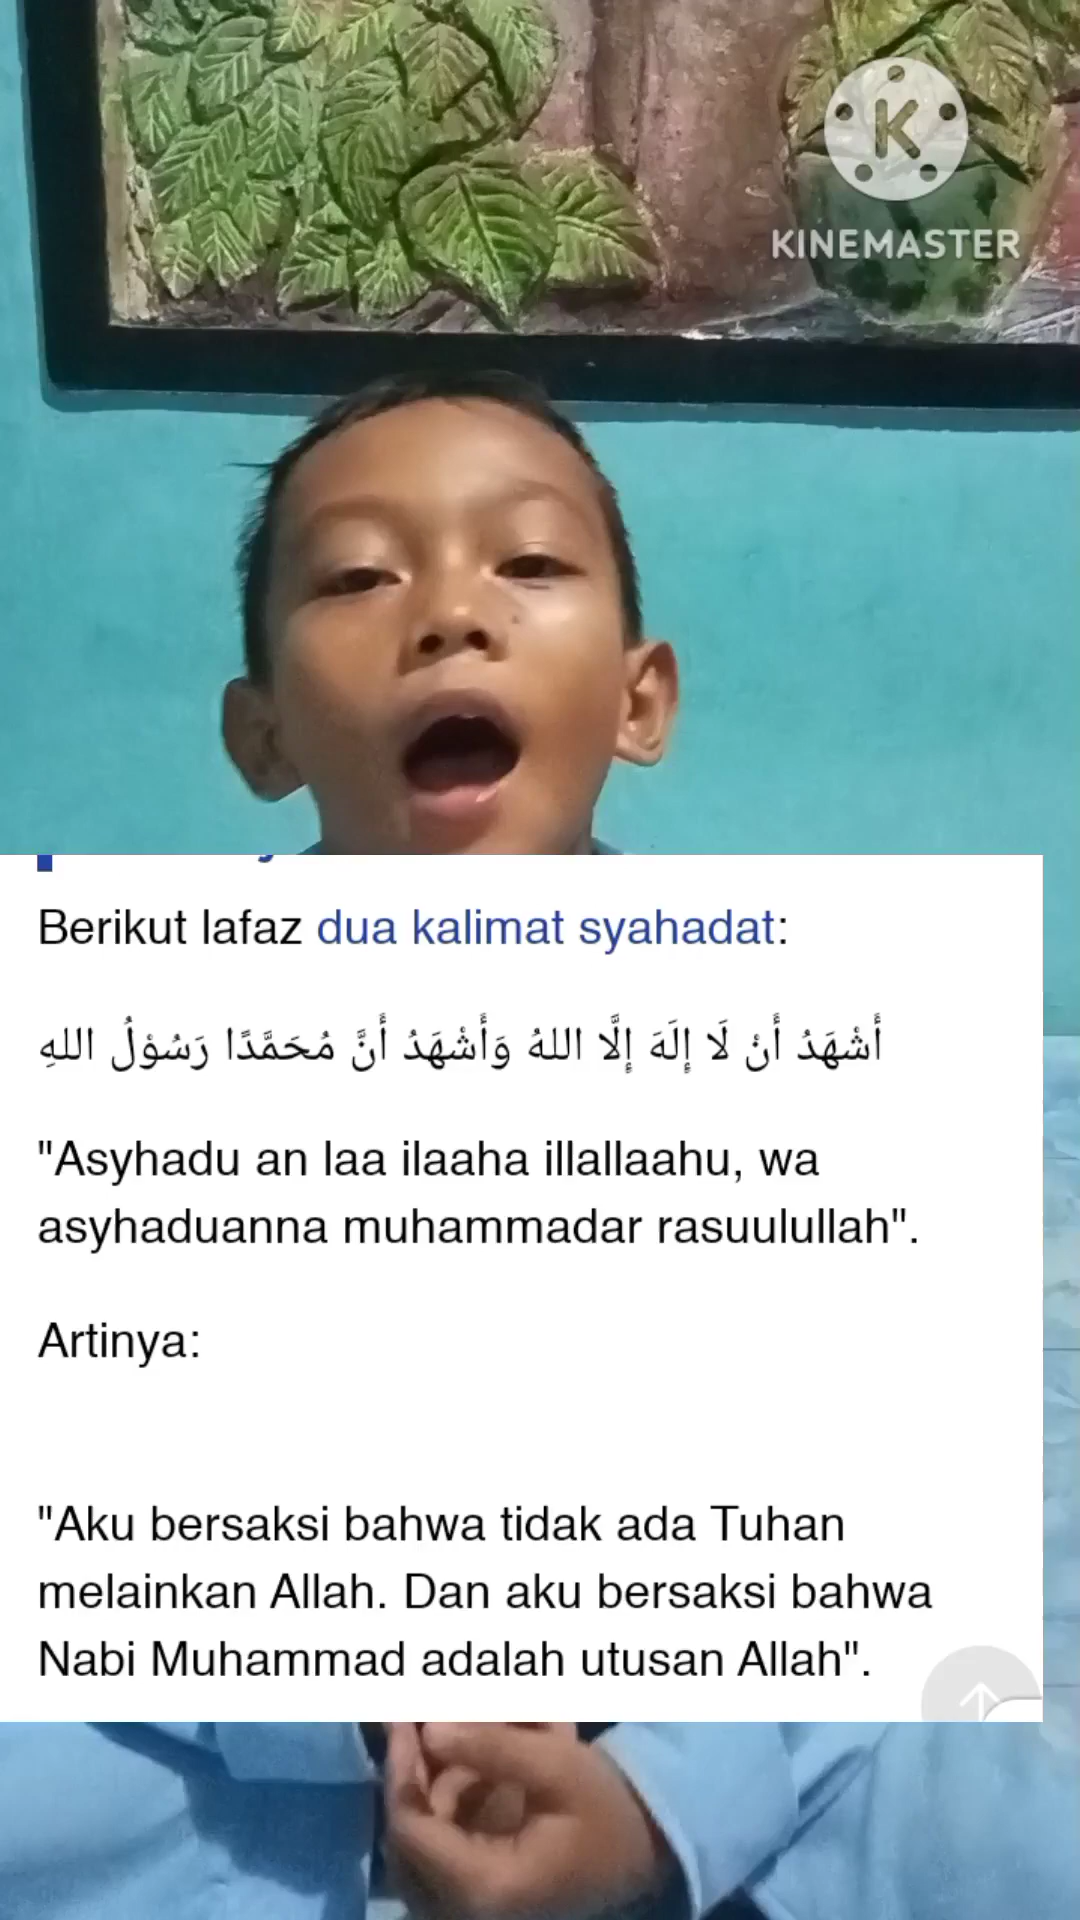 K
KINEMASTER
Berikut lafaz dua kalimat syahadat:
أَشْهَدُ أَنْ لَا إِلَهَ إِلَّا اللهُ وَأَشْهَدُ أَنَّ مُحَمَّدًا رَسُوْلُ اللهِ
"Asyhadu an laa ilaaha illallaahu, wa
asyhaduanna muhammadar rasuulullah".
Artinya:
"Aku bersaksi bahwa tidak ada Tuhan
melainkan Allah. Dan aku bersaksi bahwa
Nabi Muhammad adalah utusan Allah".